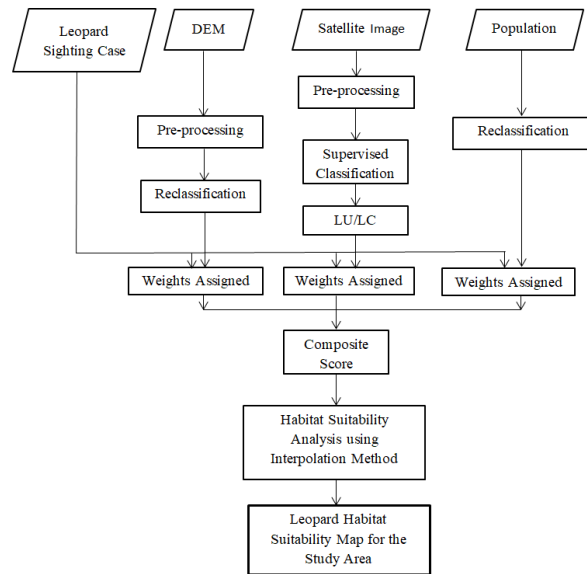 Leopard
Sighting Case
DEM
Satellite Image
Population
Pre-processing
Pre-processing
Reclassification
Supervised
Classification
Reclassification
LU/LC
Weights Assigned
Weights Assigned
Weights Assigned
Composite
Score
Habitat Suitability
Analysis using
Interpolation Method
Leopard Habitat
Suitability Map for the
Study Area